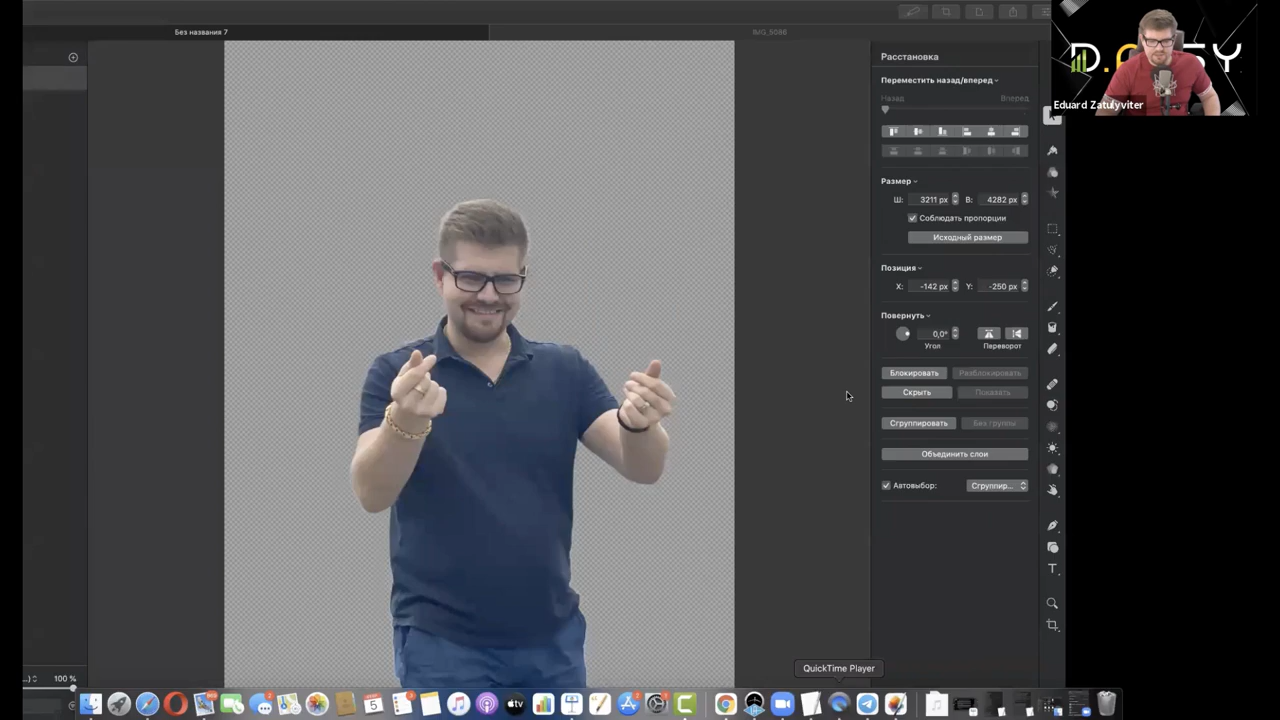 Без названия 7
IMG_5086
Расстановка
Переместить назад/вперед
Назад
Вперед
Размер
Ш: 3211 px
В: 4282 px
Соблюдать пропорции
Исходный размер
Позиция
X: -142 px
Y: -250 px
Повернуть
0,0°
Угол
Переворот
Блокировать
Разблокировать
Скрыть
Показать
Сгруппировать
Без группы
Объединить слои
Автовыбор:
Сгруппир...
T
100 %
QuickTime Player
Eduard Zatulyviter
5
tv